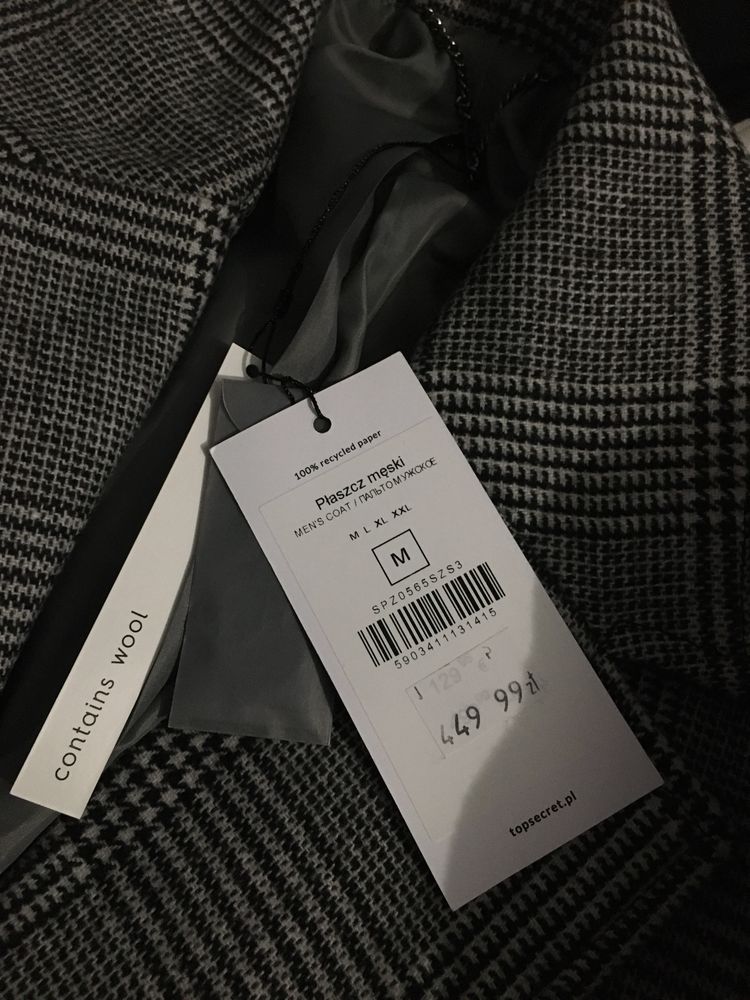 100% recycled paper
Płaszcz męski
MEN'S COAT / ПАЛЬТО МУЖСКОЕ
M L XL XXL
M
SPZ0565SZS3
5903411131415
129
449 99 zł
topsecret.pl
contains wool